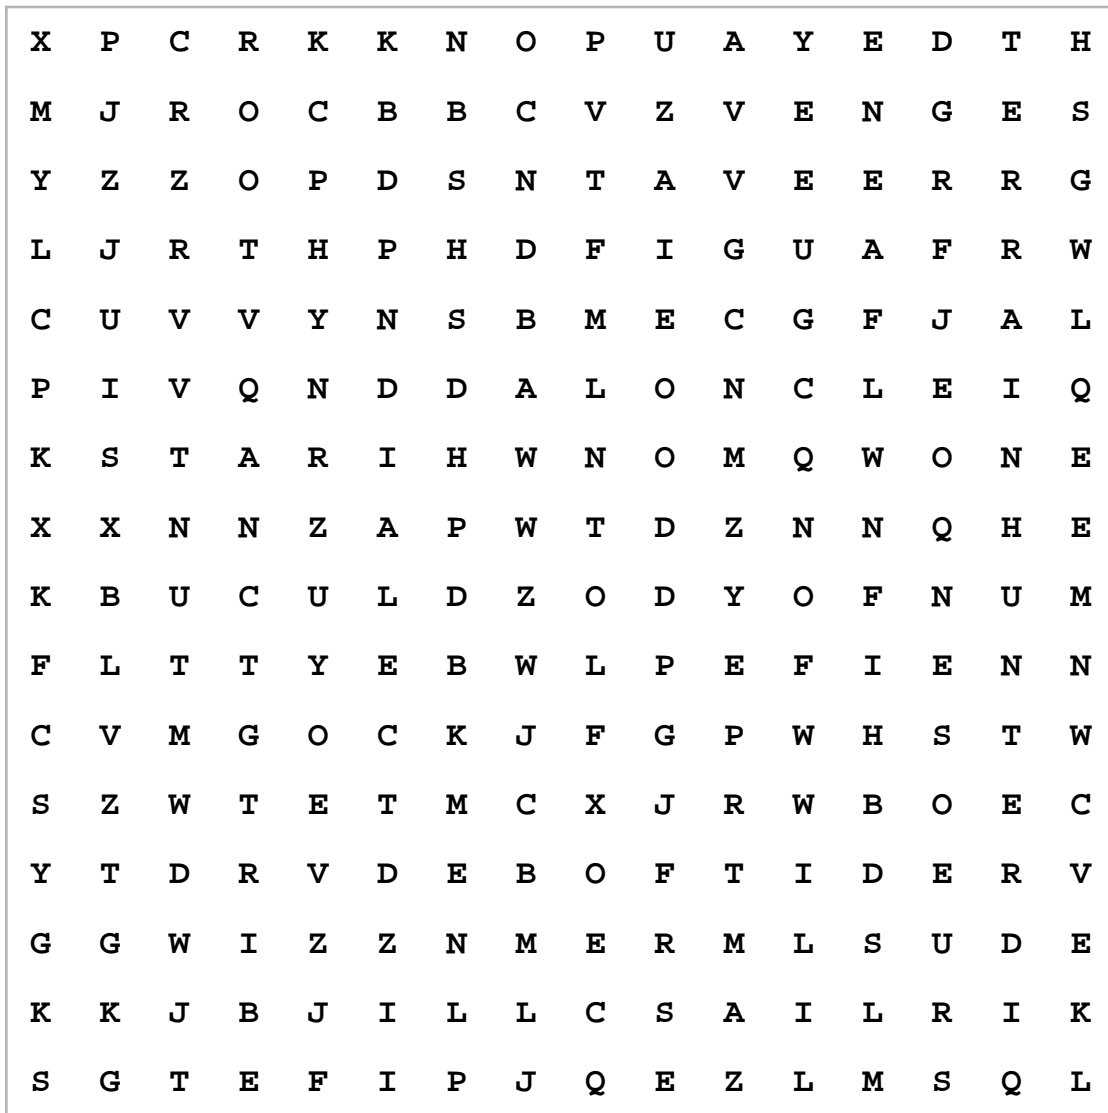 X P C R K K N O P U A Y E D T H
M J R O C B B C V Z V E N G E S
Y Z Z O P D S N T A V E E R R G
L J R T H P H D F I G U A F R W
C U V V Y N S B M E C G F J A L
P I V Q N D D A L O N C L E I Q
K S T A R I H W N O M Q W O N E
X X N N Z A P W T D Z N N Q H E
K B U C U L D Z O D Y O F N U M
F L T T Y E B W L P E F I E N N
C V M G O C K J F G P W H S T W
S Z W T E T M C X J R W B O E C
Y T D R V D E B O F T I D E R V
G G W I Z Z N M E R M L S U D E
K K J B J I L L C S A I L R I K
S G T E F I P J Q E Z L M S Q L